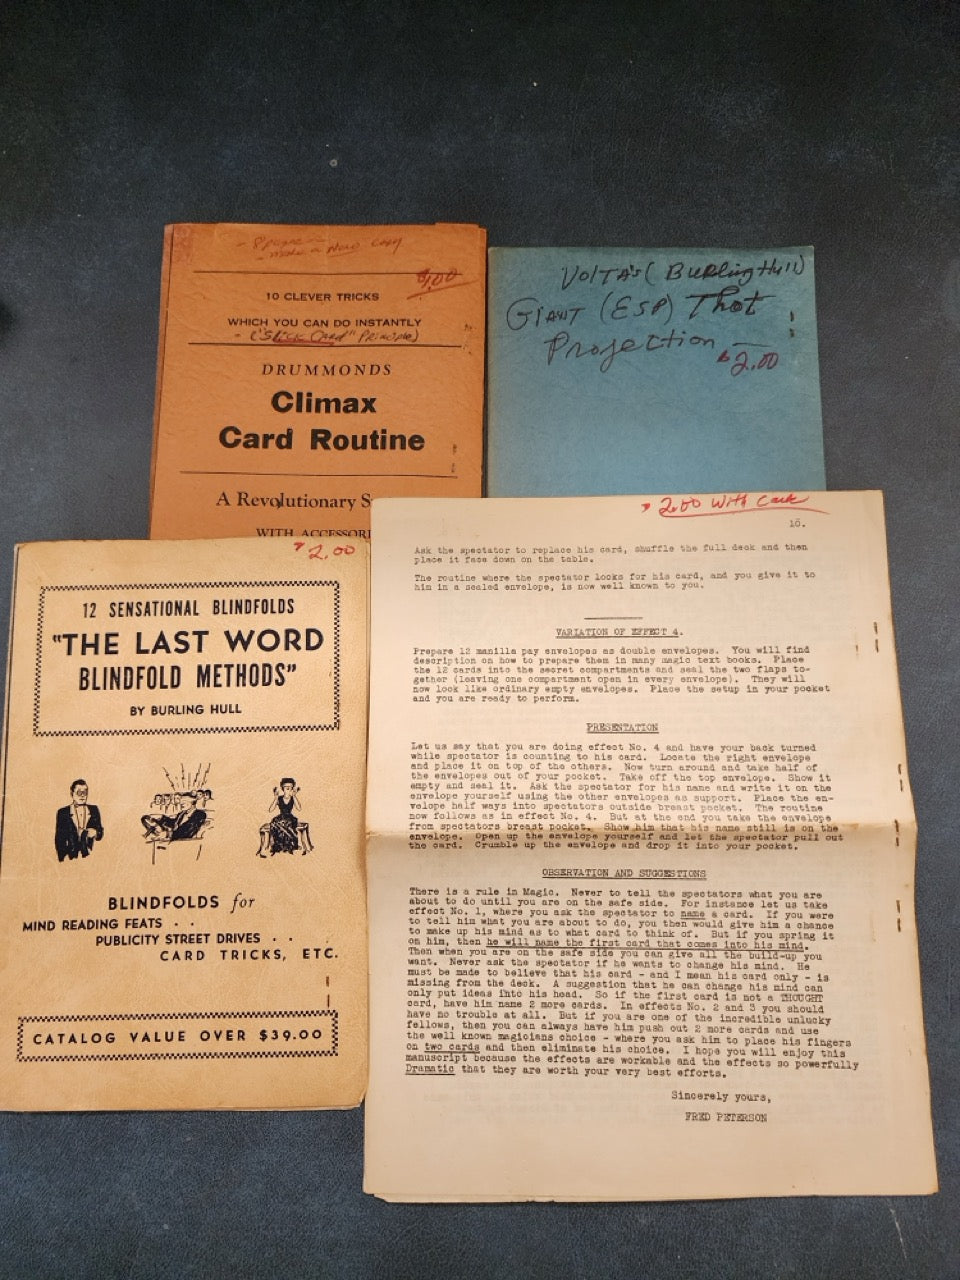 make a New Copy
$1.00
10 CLEVER TRICKS
WHICH YOU CAN DO INSTANTLY
- ("Slick Card" Principle)
DRUMMONDS
Climax
Card Routine
A Revolutionary S
WITH ACCESSORI
VOLTA's (Burling Hull)
GIANT (ESP) Thot
Projection
$2.00
$2.00
12 SENSATIONAL BLINDFOLDS
"THE LAST WORD
BLINDFOLD METHODS"
BY BURLING HULL
BLINDFOLDS for
MIND READING FEATS . .
PUBLICITY STREET DRIVES . .
CARD TRICKS, ETC.
CATALOG VALUE OVER $39.00
2.00 With
16.
Ask the spectator to replace his card, shuffle the full deck and then
place it face down on the table.
The routine where the spectator looks for his card, and you give it to
him in a sealed envelope, is now well known to you.
VARIATION OF EFFECT 4.
Prepare 12 manilla pay envelopes as double envelopes. You will find
description on how to prepare them in many magic text books. Place
the 12 cards into the secret compartments and seal the two flaps to-
gether (leaving one compartment open in every envelope). They will
now look like ordinary empty envelopes. Place the setup in your pocket
and you are ready to perform.
PRESENTATION
Let us say that you are doing effect No. 4 and have your back turned
while spectator is counting to his card. Locate the right envelope
and place it on top of the others. Now turn around and take half of
the envelopes out of your pocket. Take off the top envelope. Show it
empty and seal it. Ask the spectator for his name and write it on the
envelope yourself using the other envelopes as support. Place the en-
velope half ways into spectators outside breast pocket. The routine
now follows as in effect No. 4. But at the end you take the envelope
from spectators breast pocket. Show him that his name still is on the
envelope. Open up the envelope yourself and let the spectator pull out
the card. Crumble up the envelope and drop it into your pocket.
OBSERVATION AND SUGGESTIONS
There is a rule in Magic. Never to tell the spectators what you are
about to do until you are on the safe side. For instance let us take
effect No. 1, where you ask the spectator to name a card. If you were
to tell him what you are about to do, you then would give him a chance
to make up his mind as to what card to think of. But if you spring it
on him, then he will name the first card that comes into his mind.
Then when you are on the safe side you can give all the build-up you
want. Never ask the spectator if he wants to change his mind. He
must be made to believe that his card - and I mean his card only - is
missing from the deck. A suggestion that he can change his mind can
only put ideas into his head. So if the first card is not a THOUGHT
card, have him name 2 more cards. In effects No. 2 and 3 you should
have no trouble at all. But if you are one of the incredible unlucky
fellows, then you can always have him push out 2 more cards and use
the well known magicians choice - where you ask him to place his fingers
on two cards and then eliminate his choice. I hope you will enjoy this
manuscript because the effects are workable and the effects so powerfully
Dramatic that they are worth your very best efforts.
Sincerely yours,
FRED PETERSON